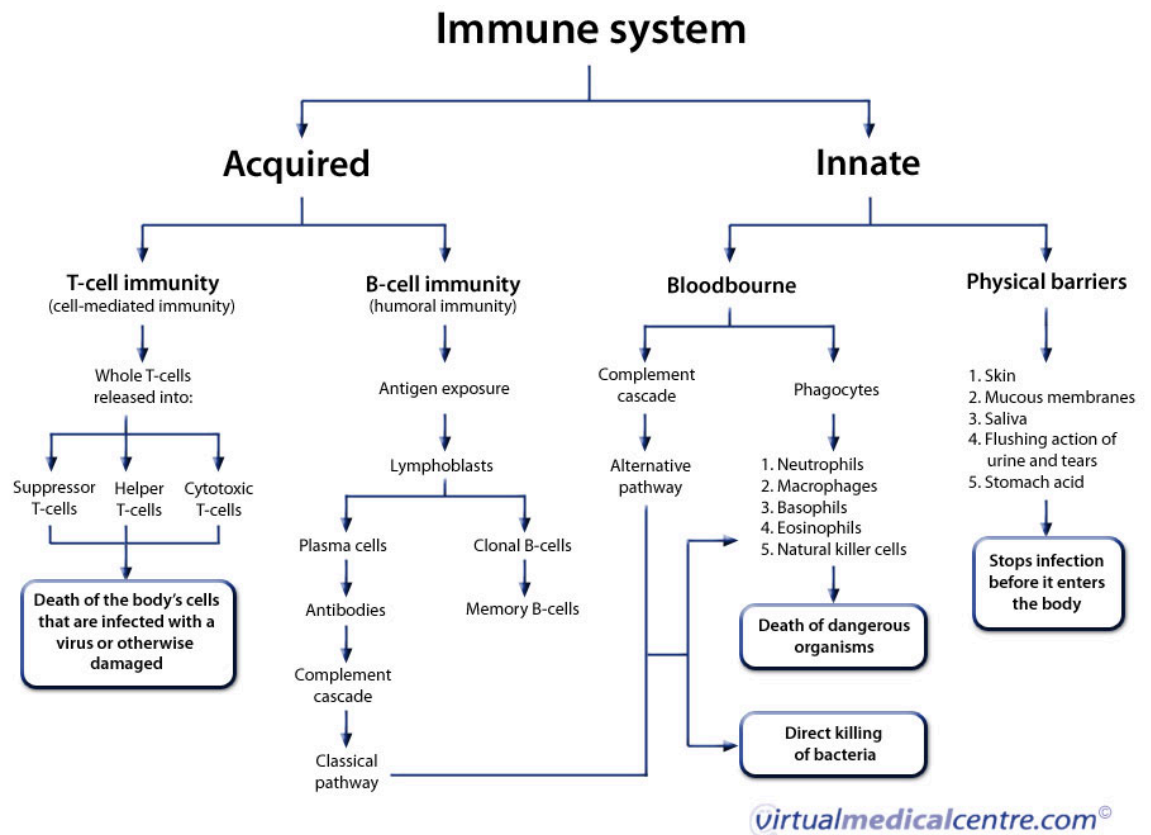 Immune system
Acquired
Innate
T-cell immunity
(cell-mediated immunity)
B-cell immunity
(humoral immunity)
Bloodbourne
Physical barriers
Whole T-cells
released into:
Antigen exposure
Complement
cascade
Phagocytes
1. Skin
2. Mucous membranes
3. Saliva
4. Flushing action of
urine and tears
5. Stomach acid
Suppressor
T-cells
Helper
T-cells
Cytotoxic
T-cells
Lymphoblasts
Alternative
pathway
1. Neutrophils
2. Macrophages
3. Basophils
4. Eosinophils
5. Natural killer cells
Plasma cells
Clonal B-cells
Stops infection
before it enters
the body
Death of the body's cells
that are infected with a
virus or otherwise
damaged
Antibodies
Memory B-cells
Death of dangerous
organisms
Complement
cascade
Direct killing
of bacteria
Classical
pathway
virtualmedicalcentre.com©